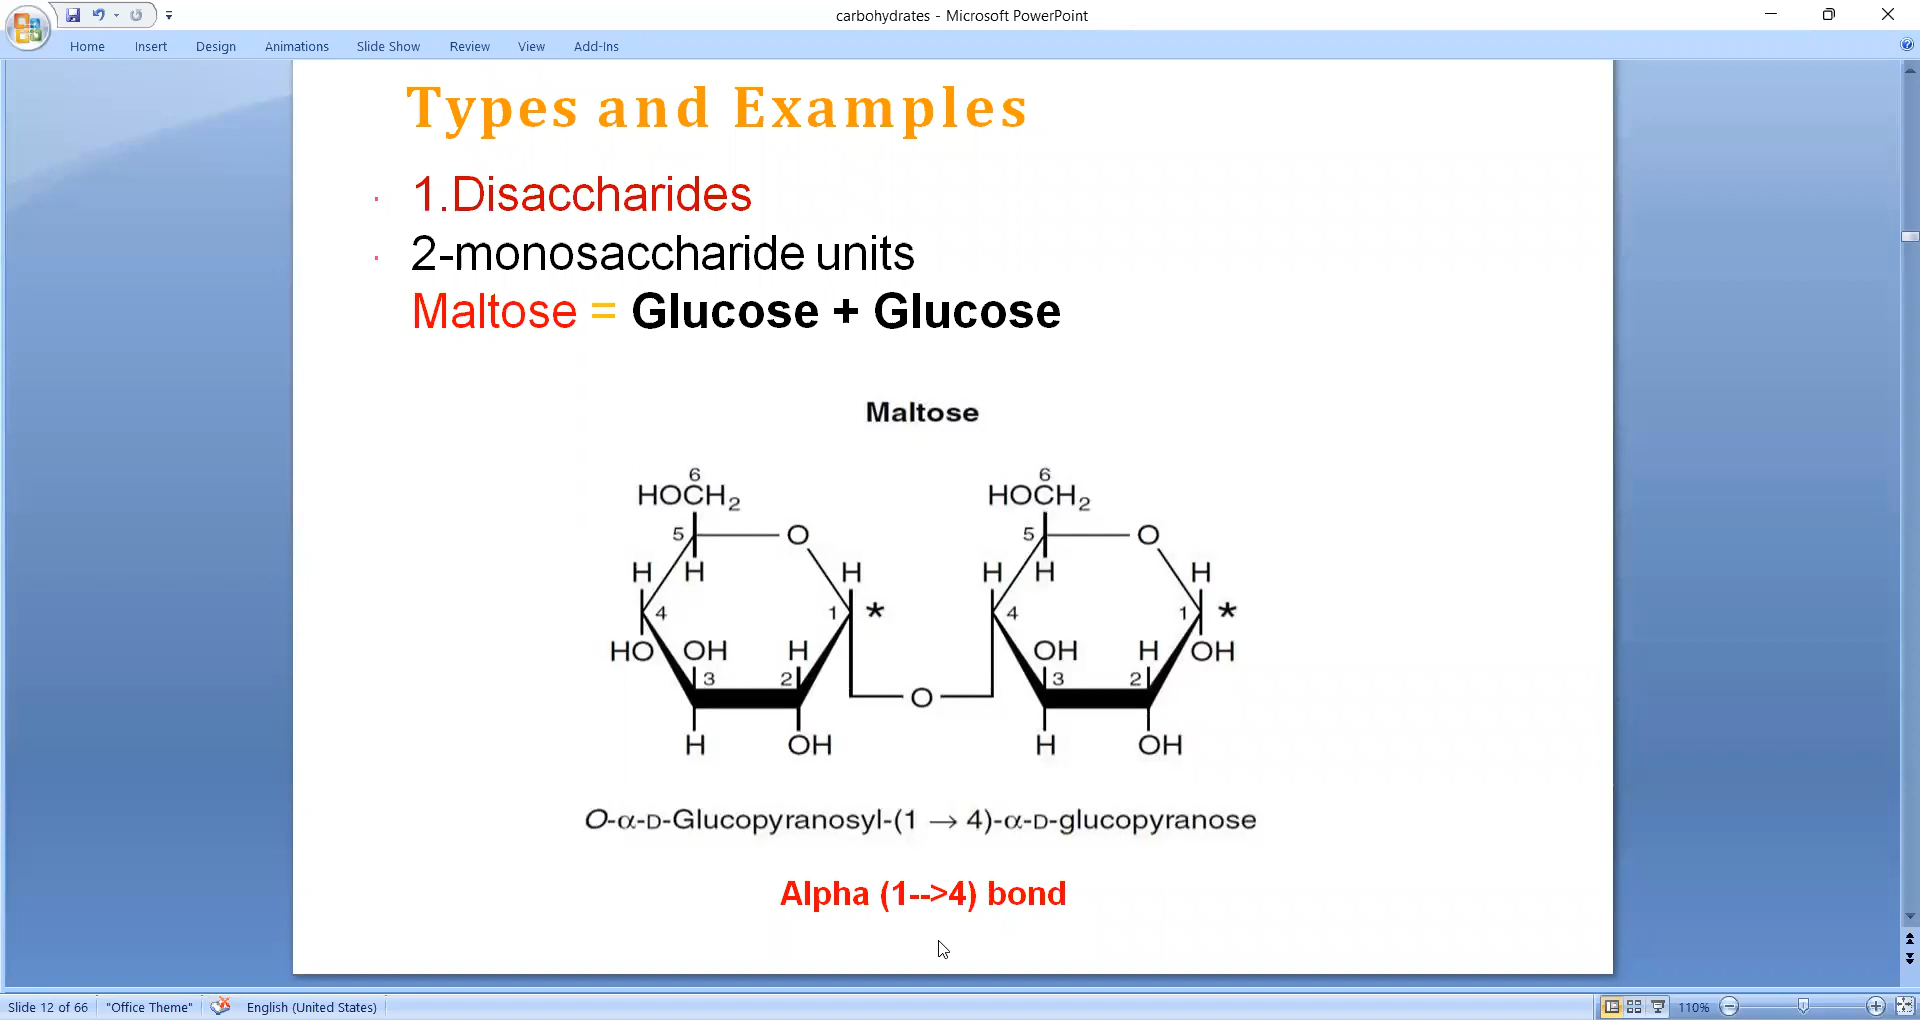 carbohydrates - Microsoft PowerPoint
Home Insert Design Animations Slide Show Review View Add-Ins
Types and Examples
· 1.Disaccharides
· 2-monosaccharide units
Maltose = Glucose + Glucose
Maltose
6 6
HOCH2 HOCH2
5 O 5 O
H H H H H H
4 1 * 4 1 *
HO OH H OH H OH
3 2 3 2
O
H OH H OH
O-α-D-Glucopyranosyl-(1 → 4)-α-D-glucopyranose
Alpha (1-->4) bond
Slide 12 of 66 "Office Theme" English (United States) 110%